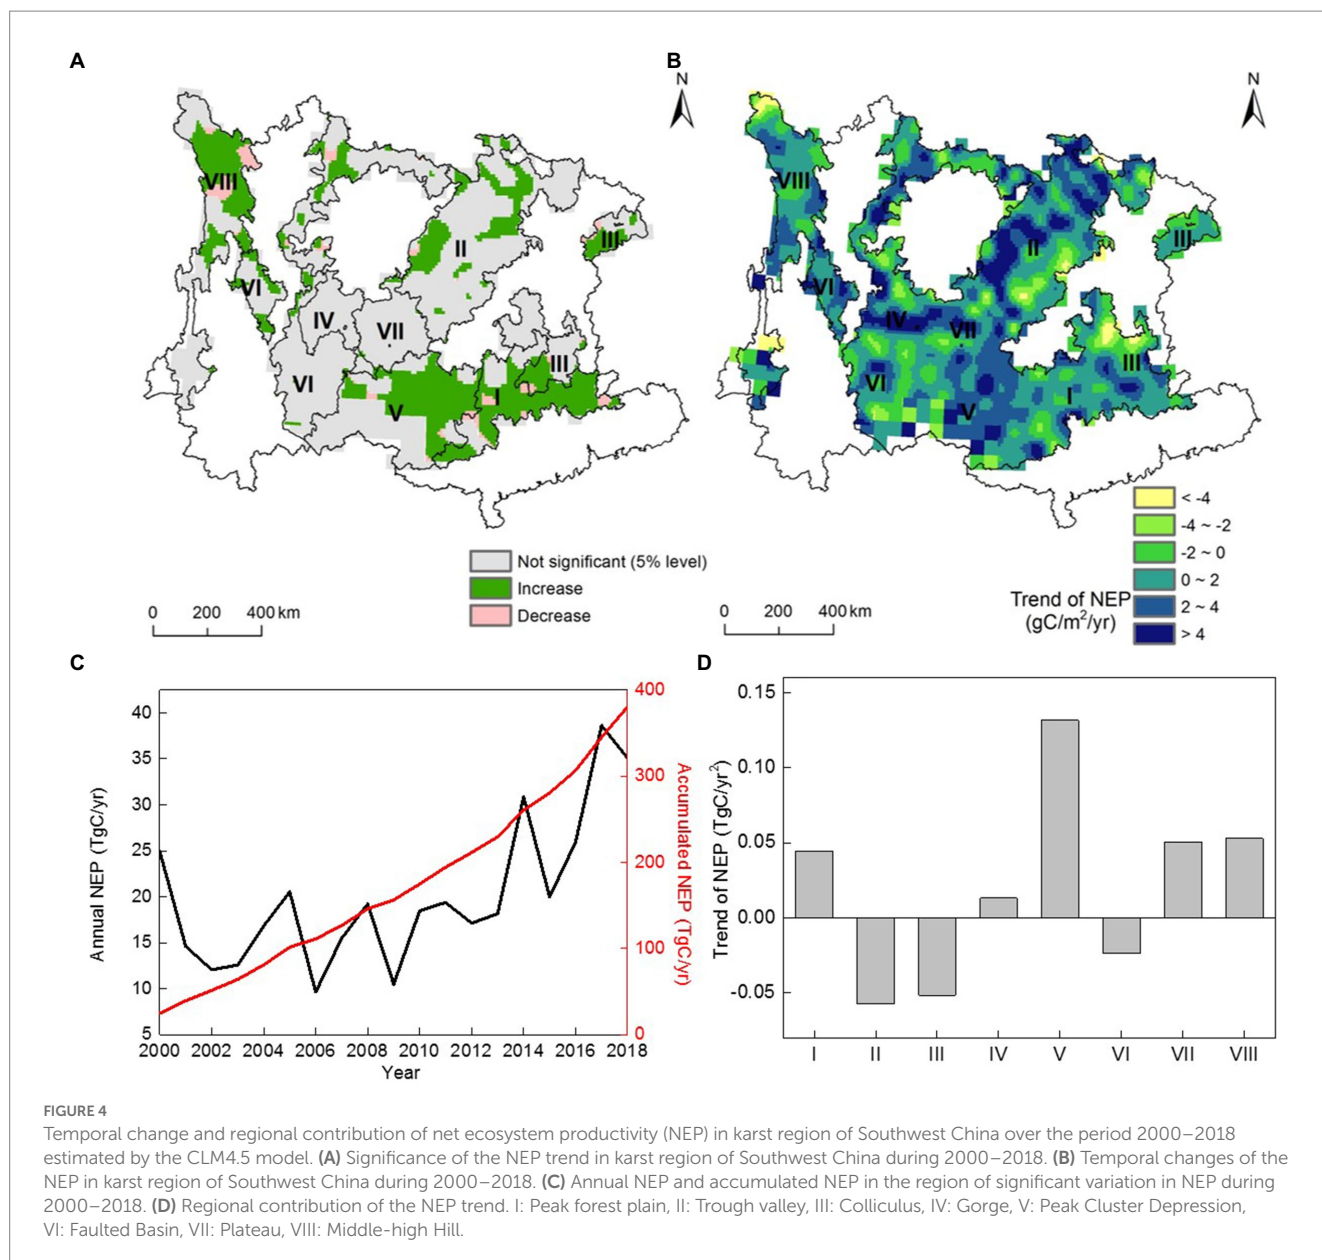 A
B
N
N
VIII
III
II
VI
IV
VII
III
VI
V
I
VIII
III
II
VI
IV
VII
III
VI
V
I
Not significant (5% level)
Increase
Decrease
0 200 400 km
0 200 400 km
Trend of NEP
(gC/m²/yr)
< -4
-4 ~ -2
-2 ~ 0
0 ~ 2
2 ~ 4
> 4
C
D
Annual NEP (TgC/yr)
40
35
30
25
20
15
10
5
400
300
200
100
0
Accumulated NEP (TgC/yr)
2000 2002 2004 2006 2008 2010 2012 2014 2016 2018
Year
Trend of NEP (TgC/yr²)
0.15
0.10
0.05
0.00
-0.05
I II III IV V VI VII VIII
FIGURE 4
Temporal change and regional contribution of net ecosystem productivity (NEP) in karst region of Southwest China over the period 2000–2018
estimated by the CLM4.5 model. (A) Significance of the NEP trend in karst region of Southwest China during 2000–2018. (B) Temporal changes of the
NEP in karst region of Southwest China during 2000–2018. (C) Annual NEP and accumulated NEP in the region of significant variation in NEP during
2000–2018. (D) Regional contribution of the NEP trend. I: Peak forest plain, II: Trough valley, III: Colliculus, IV: Gorge, V: Peak Cluster Depression,
VI: Faulted Basin, VII: Plateau, VIII: Middle-high Hill.